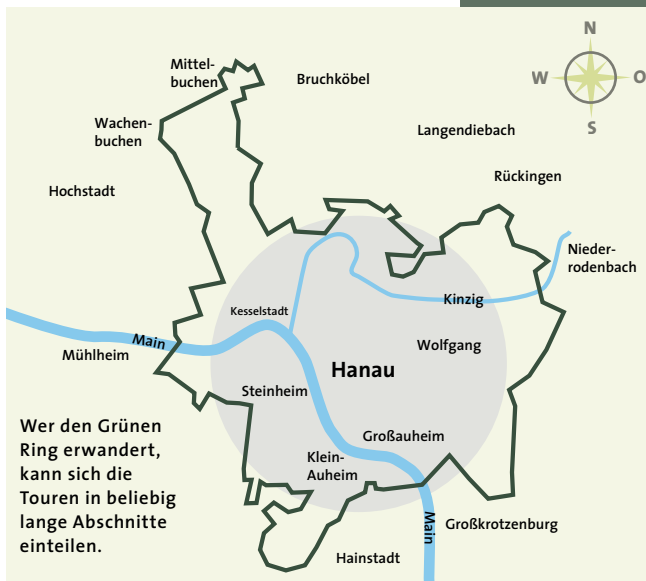 N
W
O
S
Mittel-
buchen
Bruchköbel
Wachen-
buchen
Langendiebach
Rückingen
Hochstadt
Nieder-
rodenbach
Kinzig
Kesselstadt
Main
Mühlheim
Wolfgang
Hanau
Steinheim
Großauheim
Klein-
Auheim
Main
Großkrotzenburg
Hainstadt
Wer den Grünen
Ring erwandert,
kann sich die
Touren in beliebig
lange Abschnitte
einteilen.